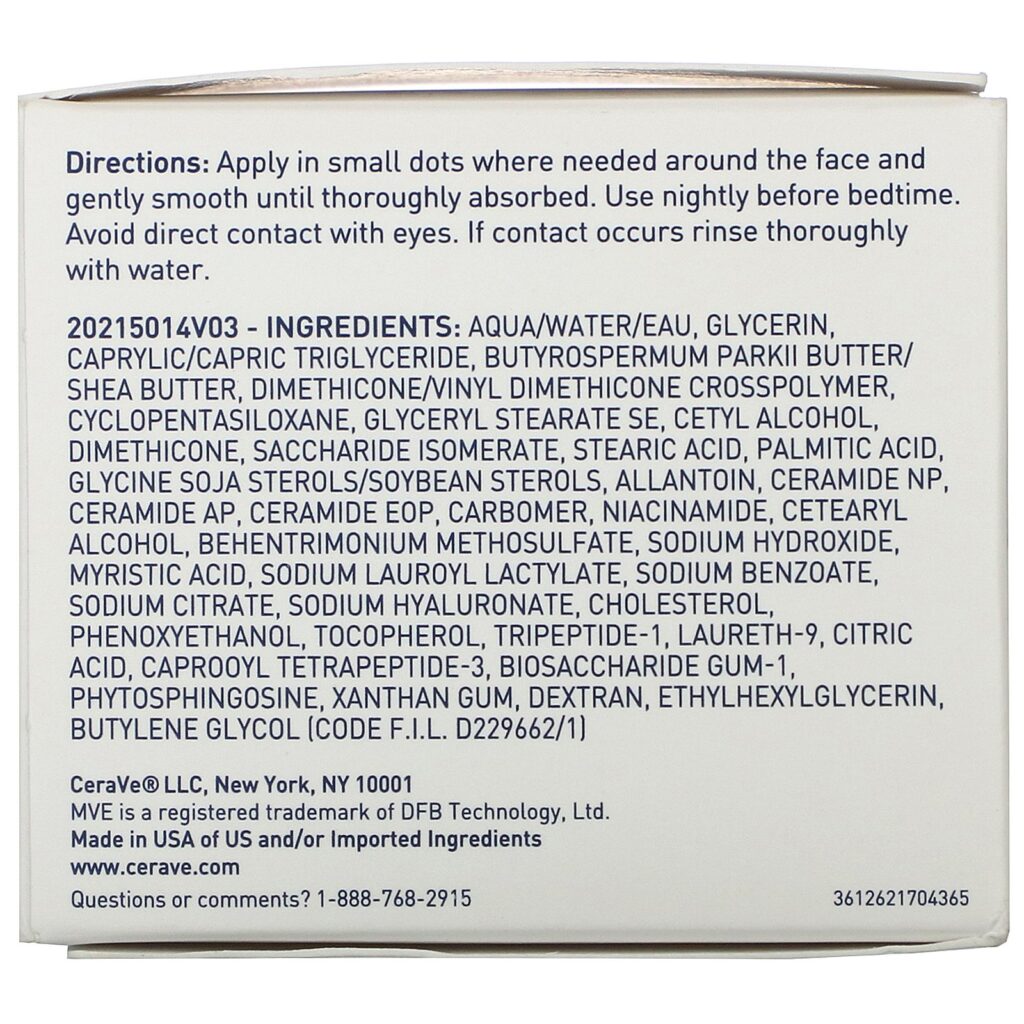 Directions: Apply in small dots where needed around the face and
gently smooth until thoroughly absorbed. Use nightly before bedtime.
Avoid direct contact with eyes. If contact occurs rinse thoroughly
with water.
20215014V03 - INGREDIENTS: AQUA/WATER/EAU, GLYCERIN,
CAPRYLIC/CAPRIC TRIGLYCERIDE, BUTYROSPERMUM PARKII BUTTER/
SHEA BUTTER, DIMETHICONE/VINYL DIMETHICONE CROSSPOLYMER,
CYCLOPENTASILOXANE, GLYCERYL STEARATE SE, CETYL ALCOHOL,
DIMETHICONE, SACCHARIDE ISOMERATE, STEARIC ACID, PALMITIC ACID,
GLYCINE SOJA STEROLS/SOYBEAN STEROLS, ALLANTOIN, CERAMIDE NP,
CERAMIDE AP, CERAMIDE EOP, CARBOMER, NIACINAMIDE, CETEARYL
ALCOHOL, BEHENTRIMONIUM METHOSULFATE, SODIUM HYDROXIDE,
MYRISTIC ACID, SODIUM LAUROYL LACTYLATE, SODIUM BENZOATE,
SODIUM CITRATE, SODIUM HYALURONATE, CHOLESTEROL,
PHENOXYETHANOL, TOCOPHEROL, TRIPEPTIDE-1, LAURETH-9, CITRIC
ACID, CAPROOYL TETRAPEPTIDE-3, BIOSACCHARIDE GUM-1,
PHYTOSPHINGOSINE, XANTHAN GUM, DEXTRAN, ETHYLHEXYLGLYCERIN,
BUTYLENE GLYCOL (CODE F.I.L. D229662/1)
CeraVe® LLC, New York, NY 10001
MVE is a registered trademark of DFB Technology, Ltd.
Made in USA of US and/or Imported Ingredients
www.cerave.com
Questions or comments? 1-888-768-2915
3612621704365